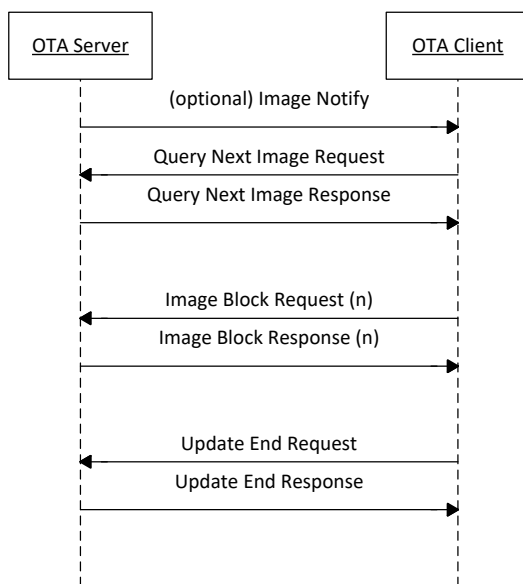 OTA Server
OTA Client
(optional) Image Notify
Query Next Image Request
Query Next Image Response
Image Block Request (n)
Image Block Response (n)
Update End Request
Update End Response